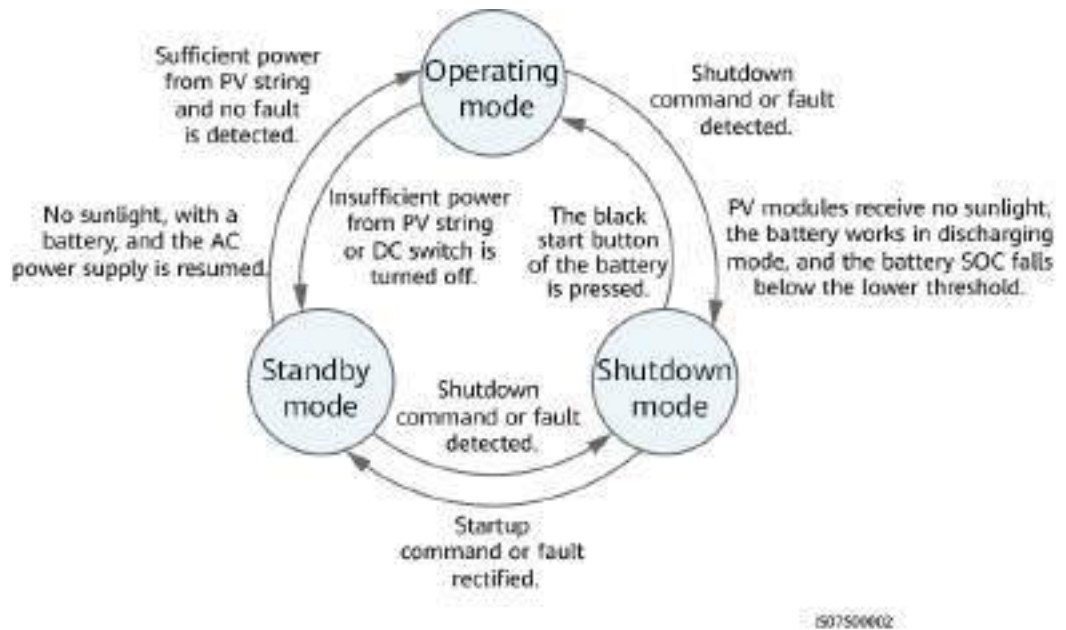 Sufficient power
from PV string
and no fault
is detected.
Operating
mode
Shutdown
command or fault
detected.
No sunlight, with a
battery, and the AC
power supply is resumed.
Insufficient power
from PV string
or DC switch is
turned off.
The black
start button
of the battery
is pressed.
PV modules receive no sunlight,
the battery works in discharging
mode, and the battery SOC falls
below the lower threshold.
Standby
mode
Shutdown
command or fault
detected.
Shutdown
mode
Startup
command or fault
rectified.
IS07S00002